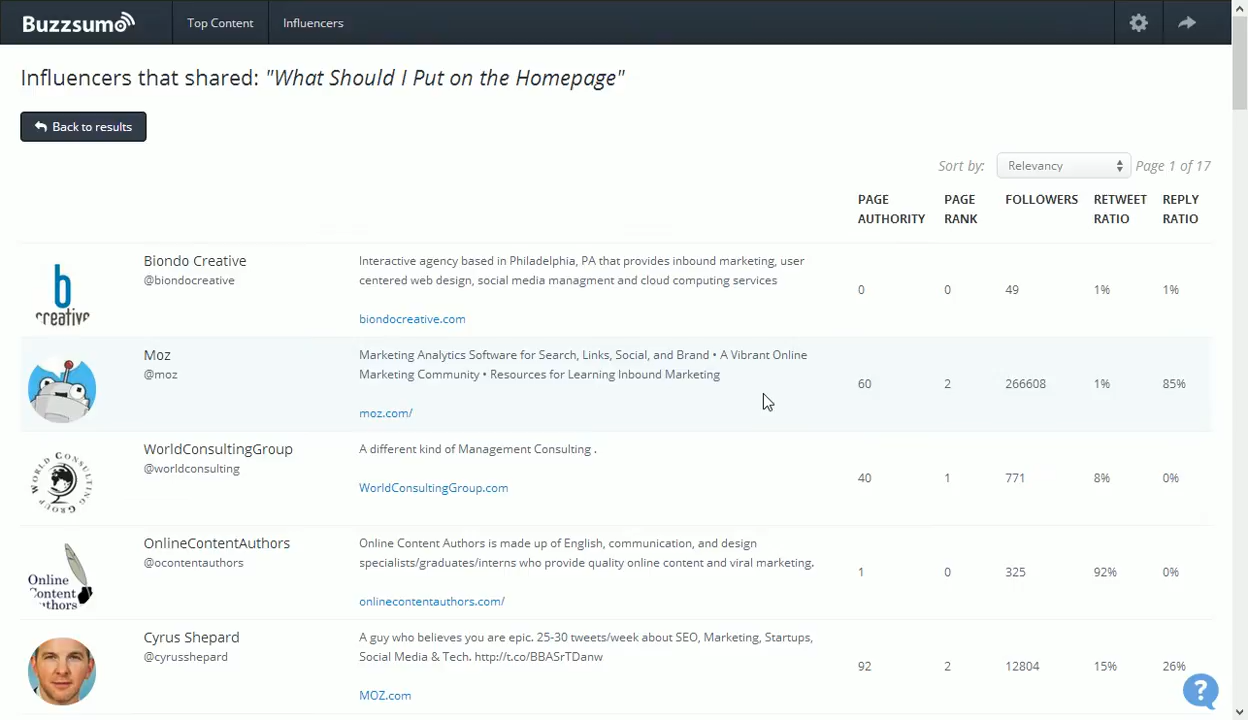 Buzzsumo
Top Content
Influencers
Influencers that shared: "What Should I Put on the Homepage"
Back to results
Sort by: Relevancy Page 1 of 17
PAGE AUTHORITY PAGE RANK FOLLOWERS RETWEET RATIO REPLY RATIO
b
creative
Biondo Creative
@biondocreative
Interactive agency based in Philadelphia, PA that provides inbound marketing, user
centered web design, social media managment and cloud computing services
biondocreative.com
0 0 49 1% 1%
Moz
@moz
Marketing Analytics Software for Search, Links, Social, and Brand • A Vibrant Online
Marketing Community • Resources for Learning Inbound Marketing
moz.com/
60 2 266608 1% 85%
WORLD CONSULTING GROUP
WorldConsultingGroup
@worldconsulting
A different kind of Management Consulting .
WorldConsultingGroup.com
40 1 771 8% 0%
Online
Content
Authors
OnlineContentAuthors
@ocontentauthors
Online Content Authors is made up of English, communication, and design
specialists/graduates/interns who provide quality online content and viral marketing.
onlinecontentauthors.com/
1 0 325 92% 0%
Cyrus Shepard
@cyrusshepard
A guy who believes you are epic. 25-30 tweets/week about SEO, Marketing, Startups,
Social Media & Tech. http://t.co/BBASrTDanw
MOZ.com
92 2 12804 15% 26%
?